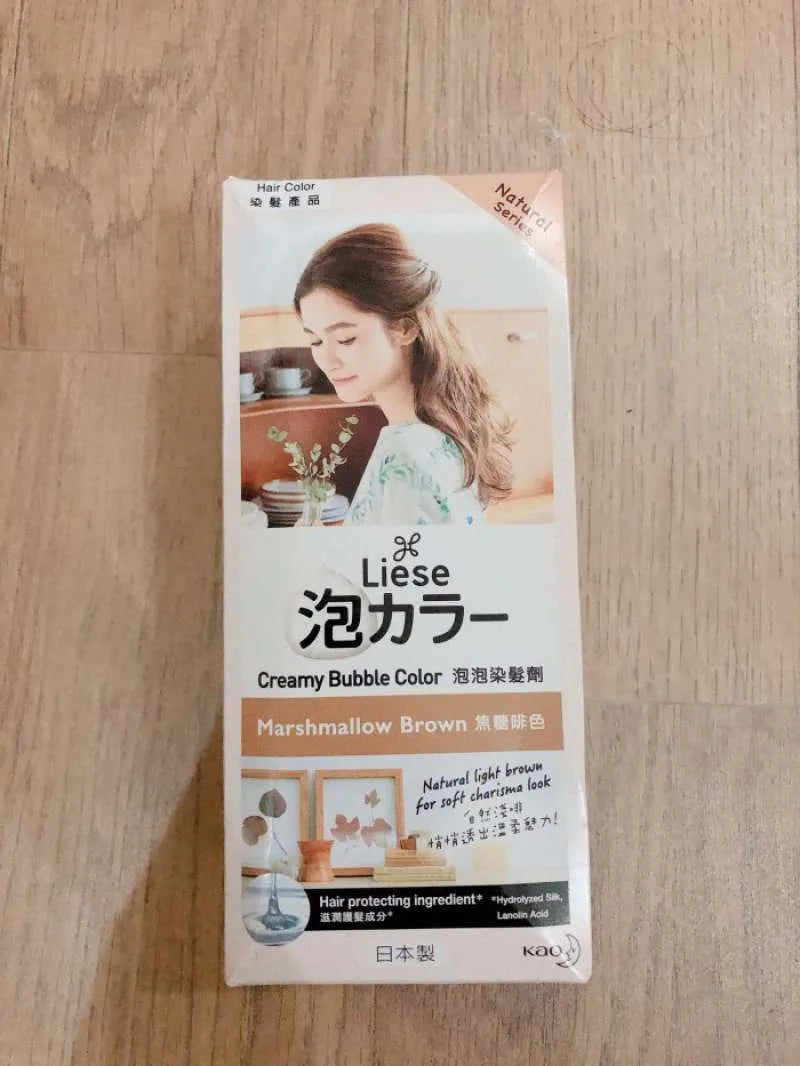 Hair Color
染髮產品
Natural
Series
Liese
泡カラー
Creamy Bubble Color 泡泡染髮劑
Marshmallow Brown 焦糖啡色
Natural light brown
for soft charisma look
自然淺啡
悄悄透出溫柔魅力!
Hair protecting ingredient* *Hydrolyzed Silk,
滋潤護髮成分* Lanolin Acid
日本製 Kao